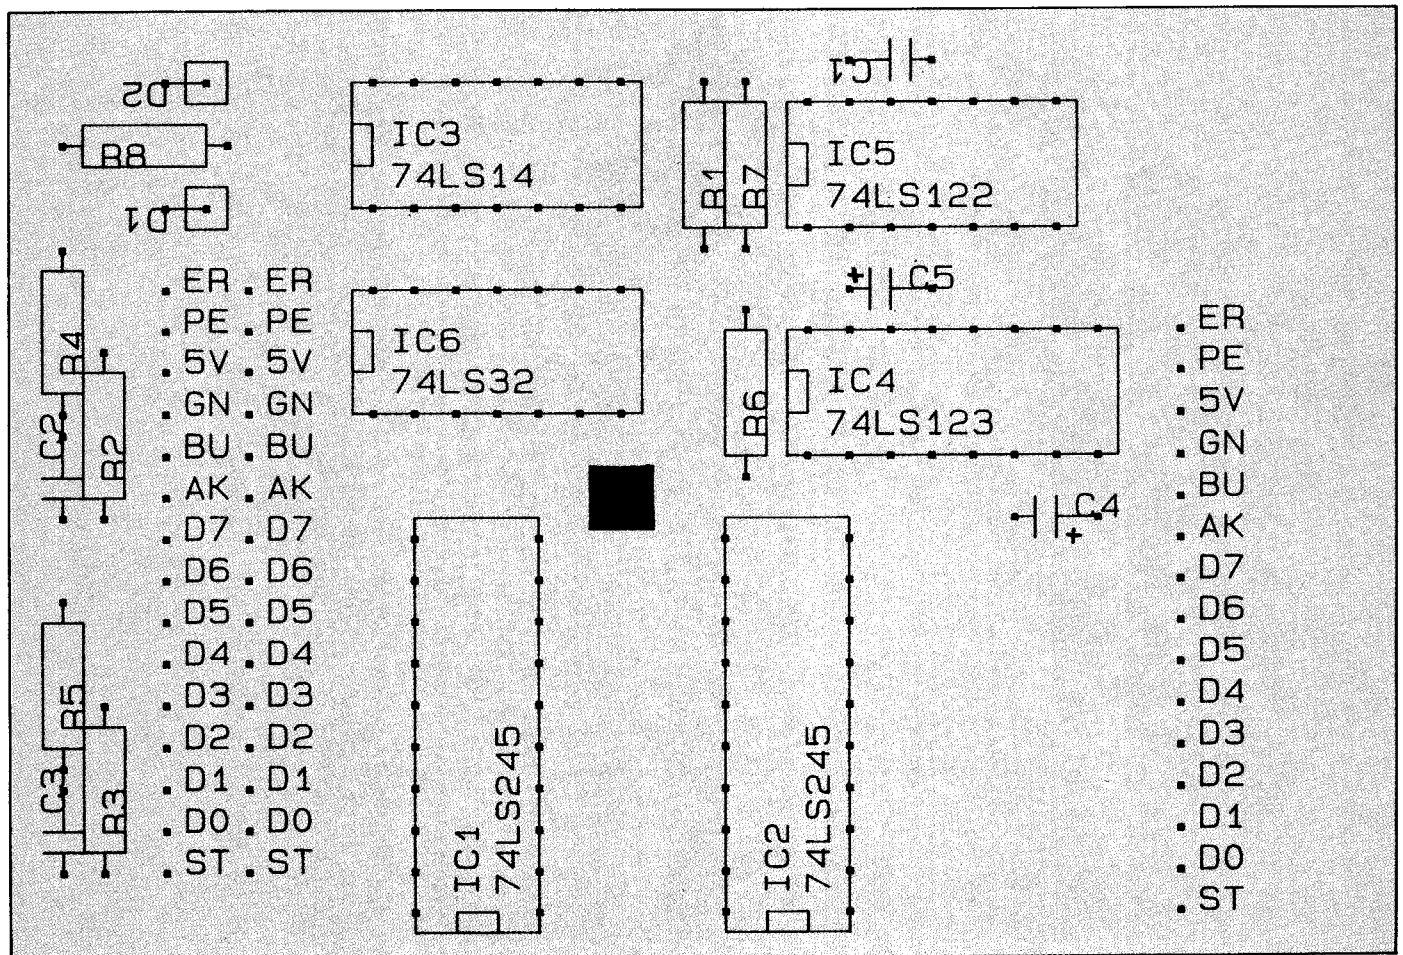 C1
D2
IC3
74LS14
R8
R1
R7
IC5
74LS122
D1
ER ER
PE PE
5V 5V
GN GN
BU BU
AK AK
D7 D7
D6 D6
D5 D5
D4 D4
D3 D3
D2 D2
D1 D1
D0 D0
ST ST
R4
C2
R2
R5
C3
R3
IC6
74LS32
+ C5
R6
IC4
74LS123
C4
+
IC1
74LS245
IC2
74LS245
ER
PE
5V
GN
BU
AK
D7
D6
D5
D4
D3
D2
D1
D0
ST